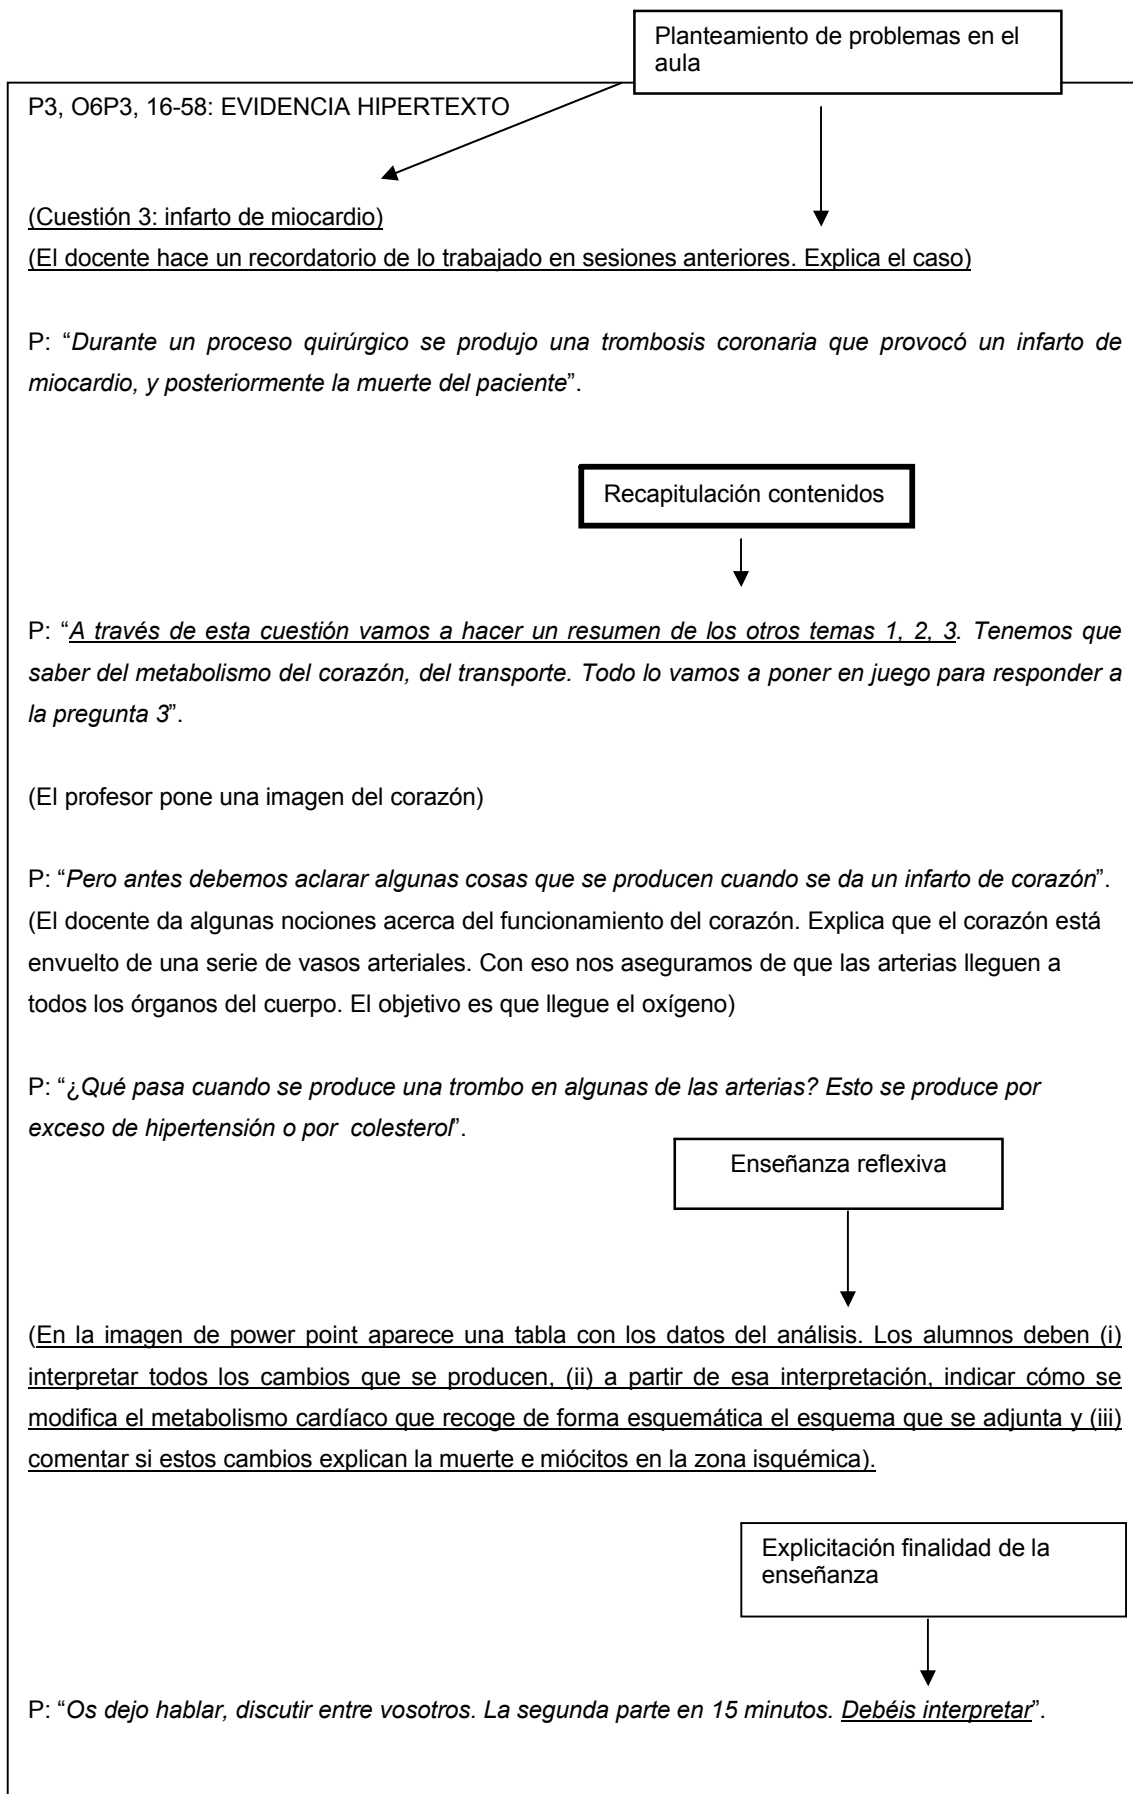 Planteamiento de problemas en el
aula
P3, O6P3, 16-58: EVIDENCIA HIPERTEXTO
(Cuestión 3: infarto de miocardio)
(El docente hace un recordatorio de lo trabajado en sesiones anteriores. Explica el caso)
P: “Durante un proceso quirúrgico se produjo una trombosis coronaria que provocó un infarto de
miocardio, y posteriormente la muerte del paciente”.
Recapitulación contenidos
P: “A través de esta cuestión vamos a hacer un resumen de los otros temas 1, 2, 3. Tenemos que
saber del metabolismo del corazón, del transporte. Todo lo vamos a poner en juego para responder a
la pregunta 3”.
(El profesor pone una imagen del corazón)
P: “Pero antes debemos aclarar algunas cosas que se producen cuando se da un infarto de corazón”.
(El docente da algunas nociones acerca del funcionamiento del corazón. Explica que el corazón está
envuelto de una serie de vasos arteriales. Con eso nos aseguramos de que las arterias lleguen a
todos los órganos del cuerpo. El objetivo es que llegue el oxígeno)
P: “¿Qué pasa cuando se produce una trombo en algunas de las arterias? Esto se produce por
exceso de hipertensión o por colesterol”.
Enseñanza reflexiva
(En la imagen de power point aparece una tabla con los datos del análisis. Los alumnos deben (i)
interpretar todos los cambios que se producen, (ii) a partir de esa interpretación, indicar cómo se
modifica el metabolismo cardíaco que recoge de forma esquemática el esquema que se adjunta y (iii)
comentar si estos cambios explican la muerte e miócitos en la zona isquémica).
Explicitación finalidad de la
enseñanza
P: “Os dejo hablar, discutir entre vosotros. La segunda parte en 15 minutos. Debéis interpretar”.